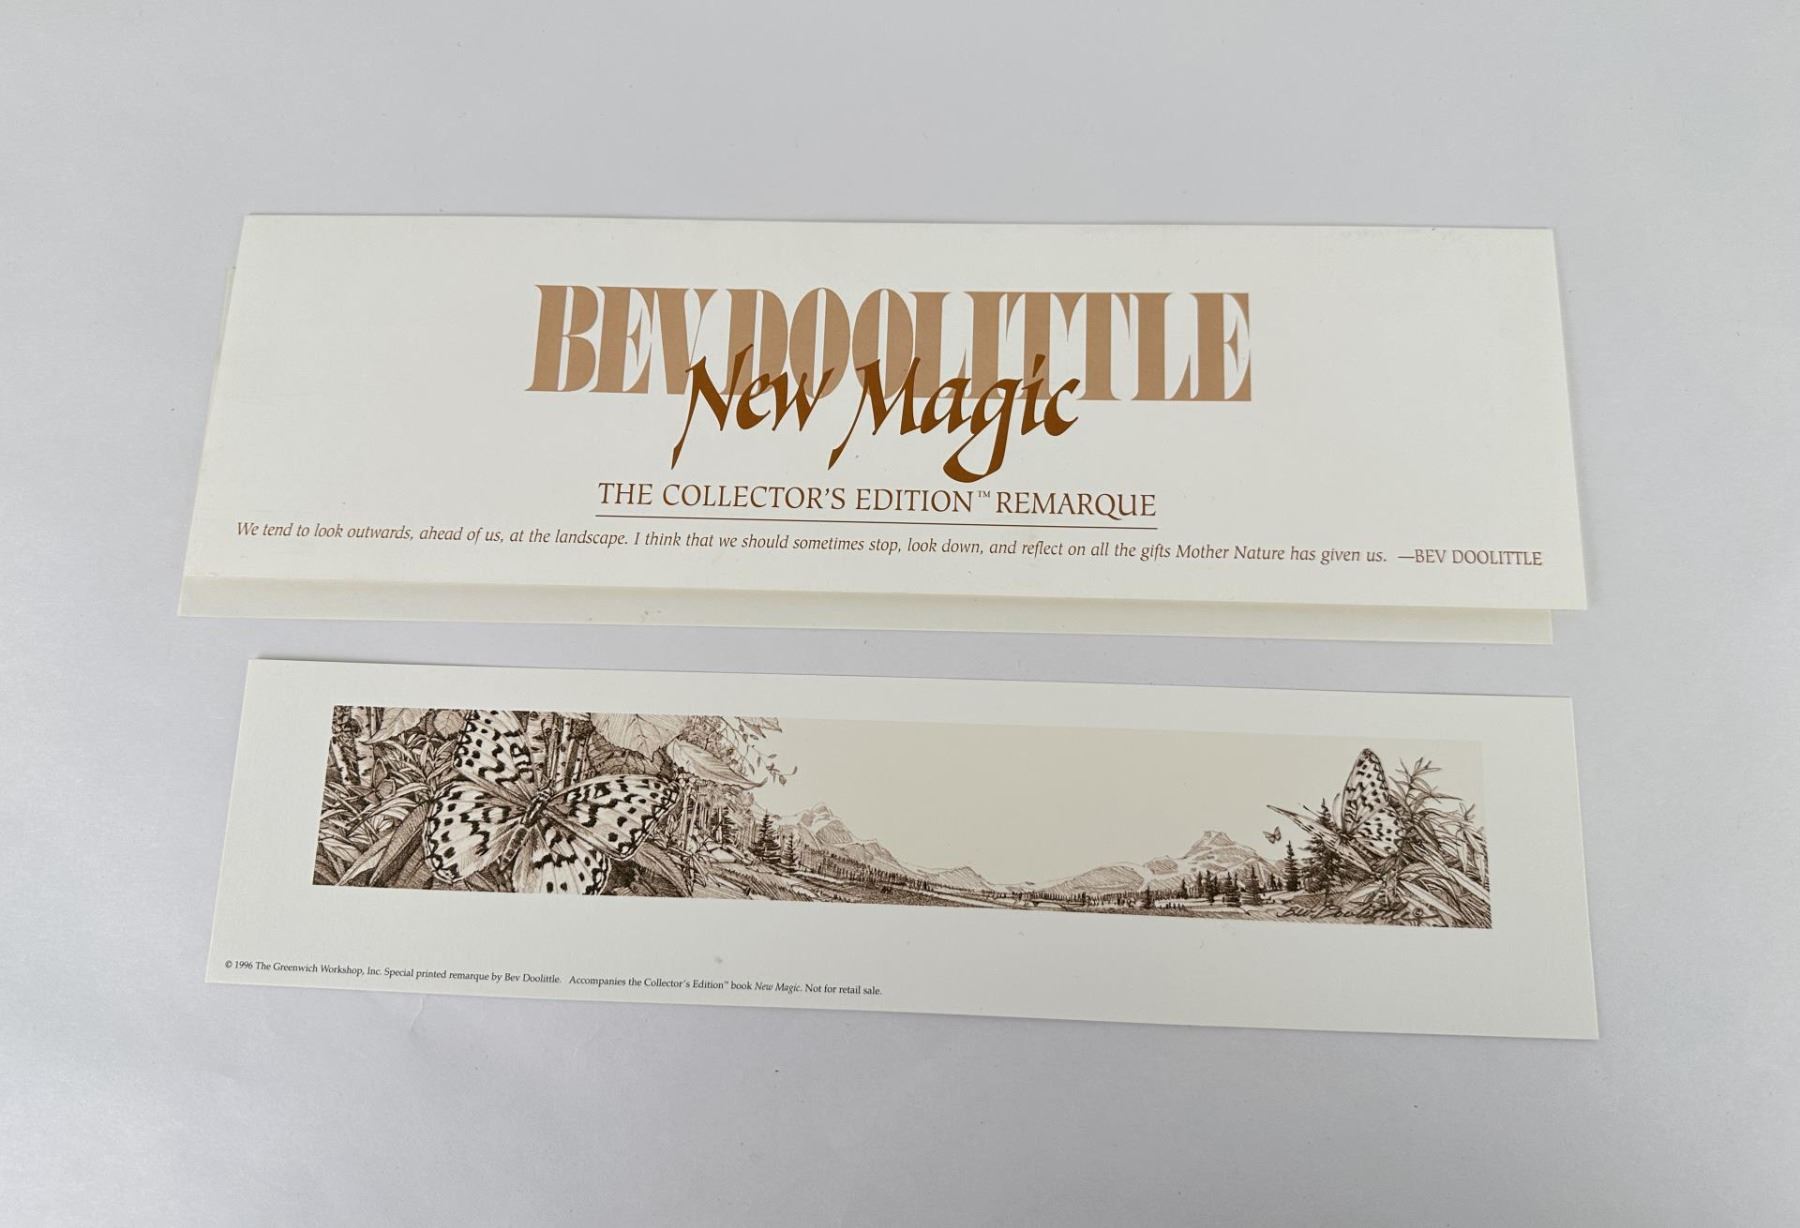 BEV DOOLITTLE
New Magic
THE COLLECTOR'S EDITION™ REMARQUE
We tend to look outwards, ahead of us, at the landscape. I think that we should sometimes stop, look down, and reflect on all the gifts Mother Nature has given us. —BEV DOOLITTLE
Bev Doolittle ©
© 1996 The Greenwich Workshop, Inc. Special printed remarque by Bev Doolittle. Accompanies the Collector's Edition™ book New Magic. Not for retail sale.